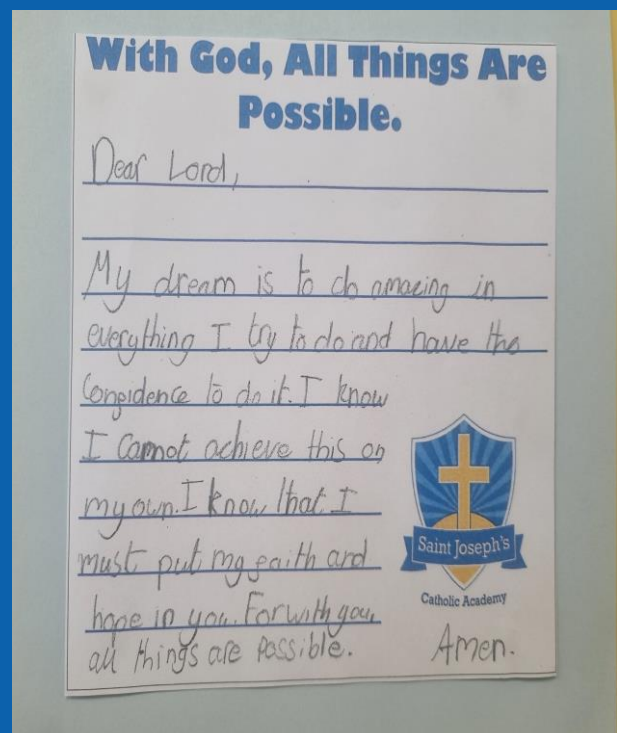 With God, All Things Are
Possible.
Dear Lord,
My dream is to do amazing in
everything I try to do and have the
confidence to do it. I know
I cannot achieve this on
my own. I know that I
must put my faith and
hope in you. For with you,
all things are possible.
Saint Joseph's
Catholic Academy
Amen.